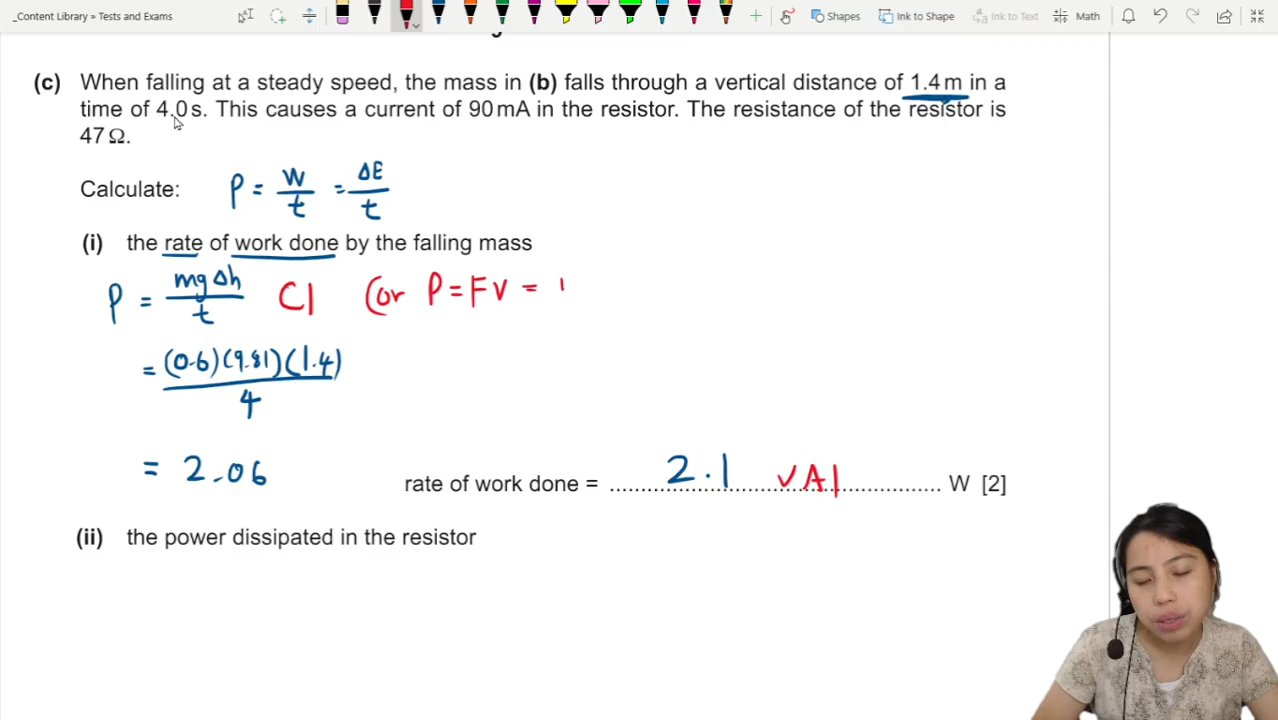 _Content Library » Tests and Exams
Shapes
Ink to Shape
Ink to Text
Math
(c) When falling at a steady speed, the mass in (b) falls through a vertical distance of 1.4 m in a
time of 4.0 s. This causes a current of 90 mA in the resistor. The resistance of the resistor is
47 Ω.
Calculate: P = W/t = ΔE/t
(i) the rate of work done by the falling mass
P = mgΔh/t C1 (or P = FV =
= (0.6)(9.81)(1.4)/4
= 2.06
rate of work done = 2.1 ✓A1 W [2]
(ii) the power dissipated in the resistor